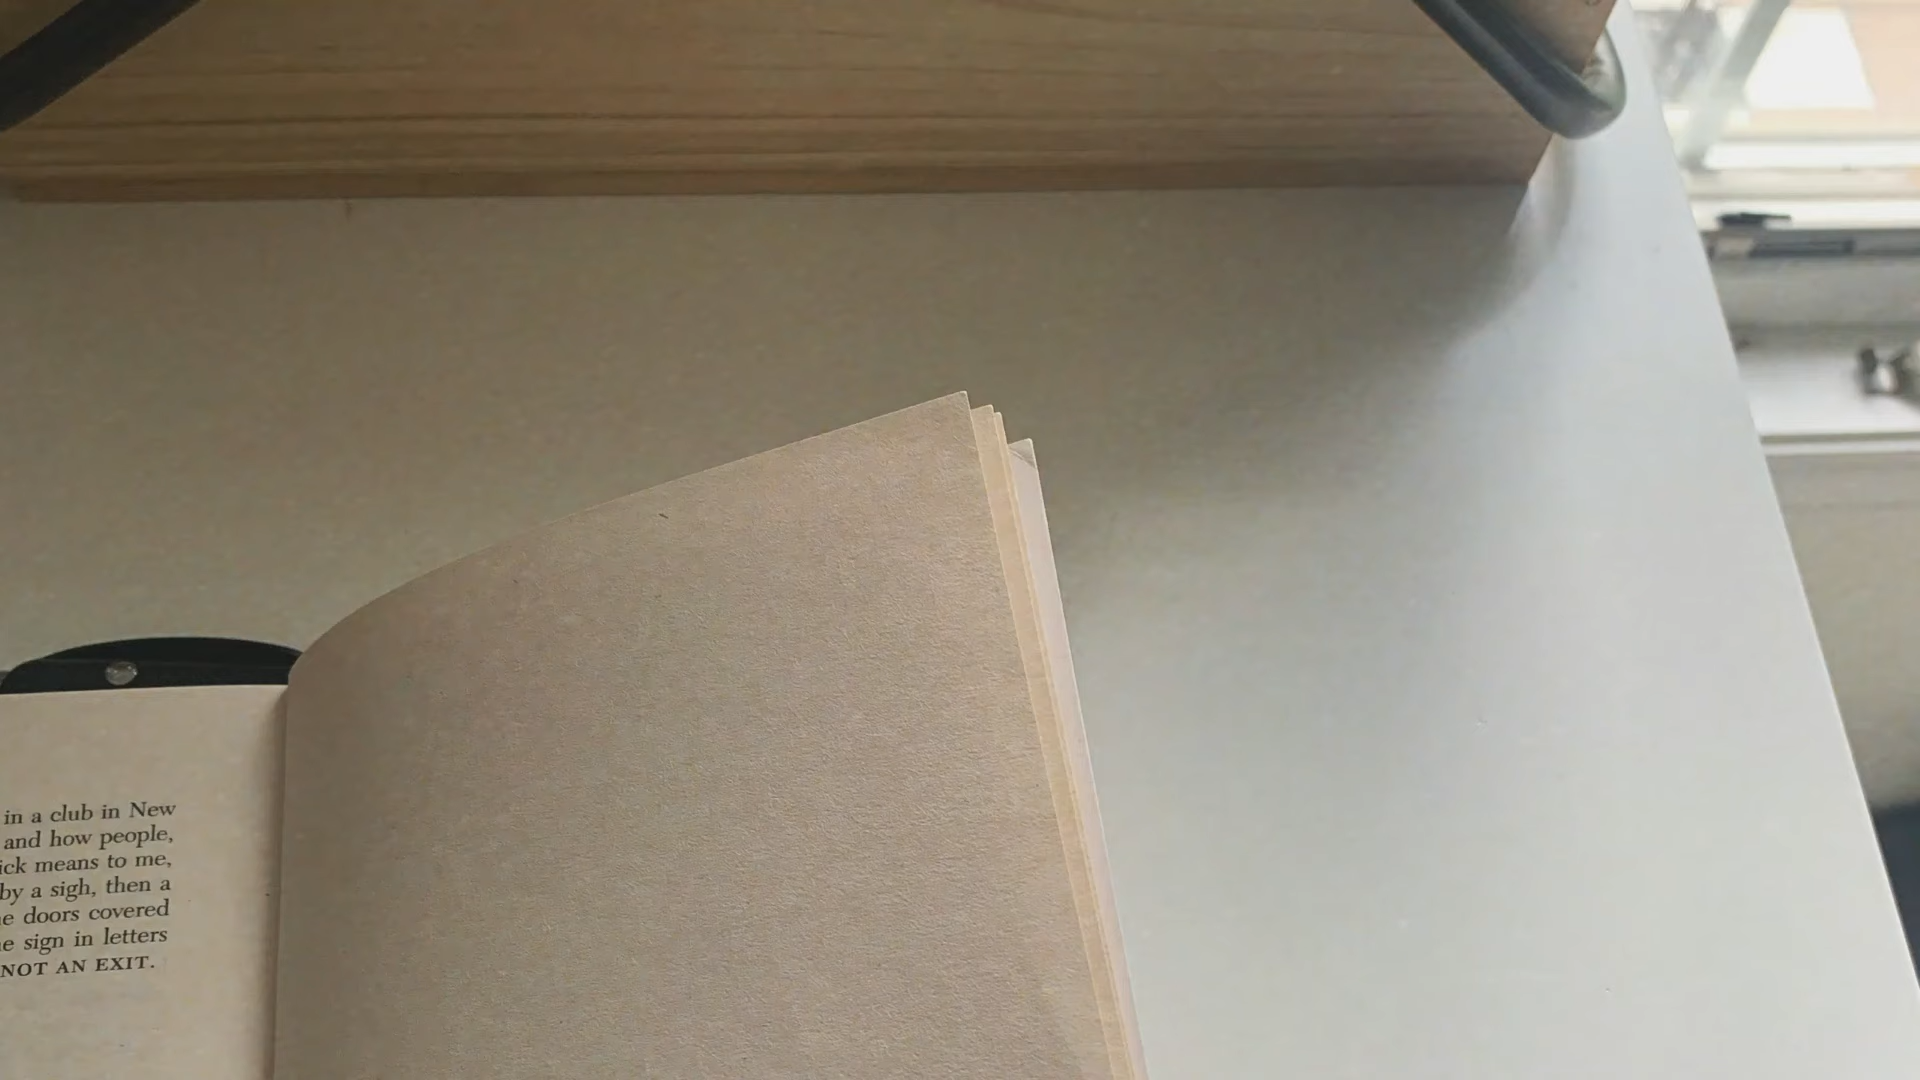 in a club in New
and how people,
ick means to me,
by a sigh, then a
e doors covered
e sign in letters
NOT AN EXIT.